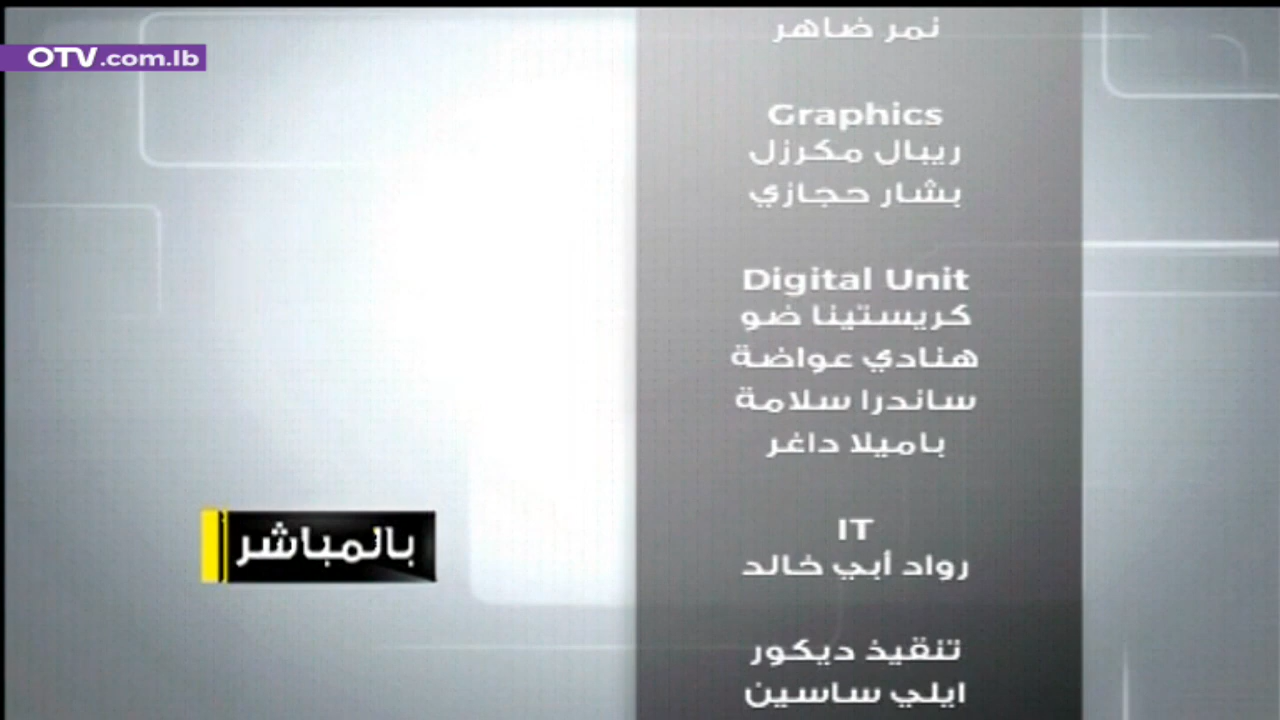 OTV.com.lb
نمر ضاهر
Graphics
ريبال مكرزل
بشار حجازي
Digital Unit
كريستينا ضو
هنادي عواضة
ساندرا سلامة
باميلا داغر
IT
رواد أبي خالد
تنفيذ ديكور
ايلي ساسين
بالمباشر